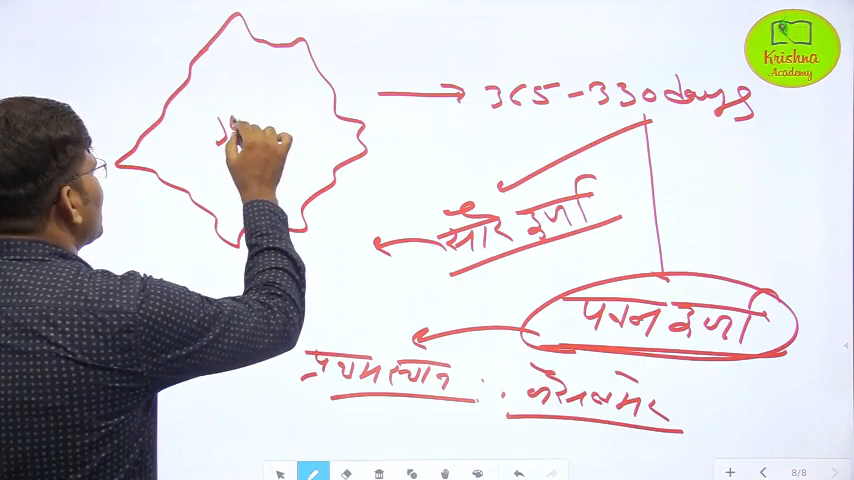 Krishna
Academy
365-330 days
सौर ऊर्जा
पवन ऊर्जा
प्रथम स्थान : जैसलमेर
8/8